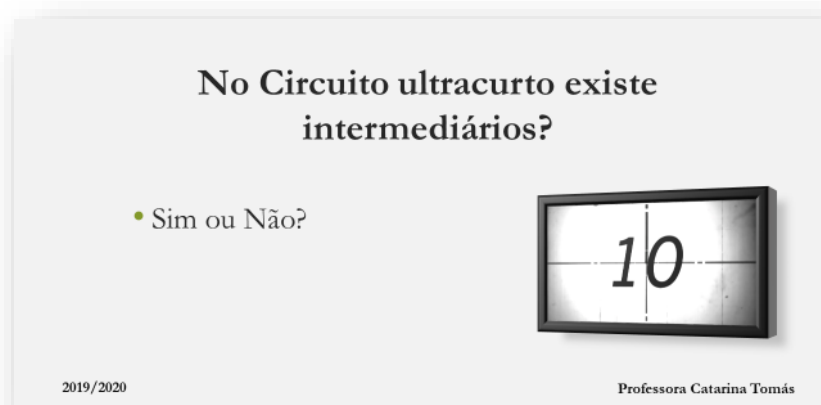 No Circuito ultracurto existe
intermediários?
• Sim ou Não?
10
2019/2020
Professora Catarina Tomás